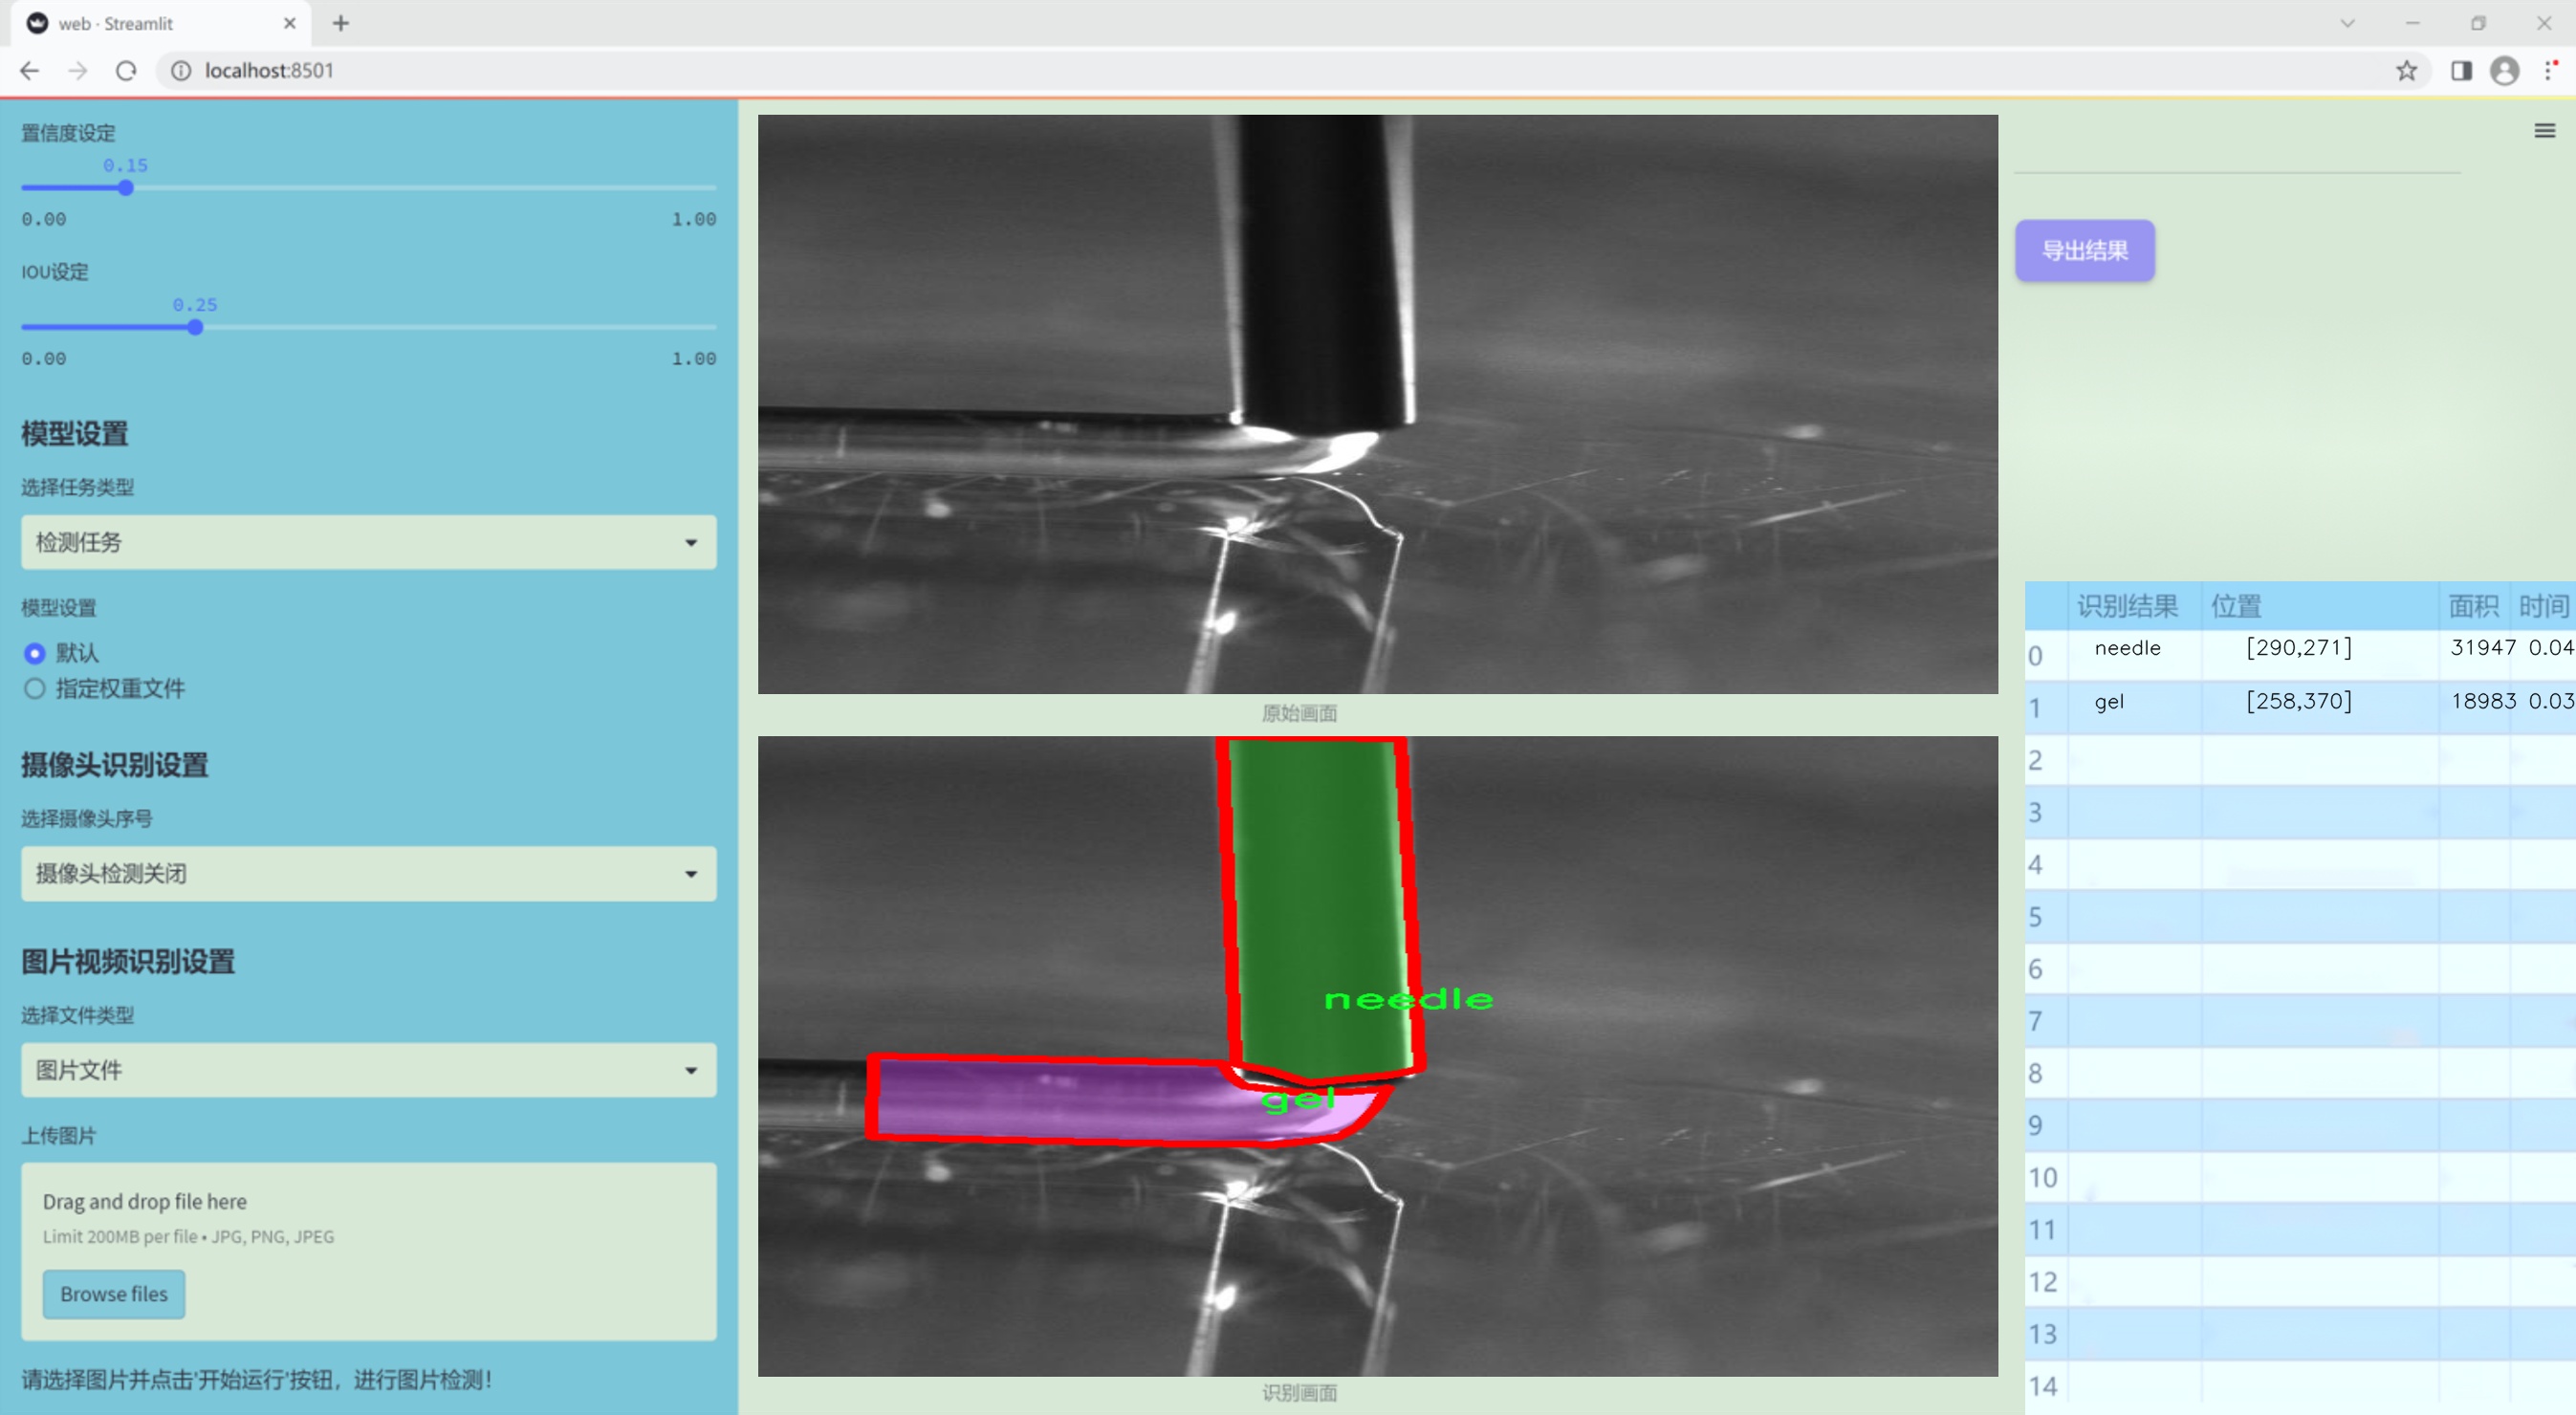 web · Streamlit
localhost:8501
置信度设定
0.15
0.00 1.00
IOU设定
0.25
0.00 1.00
模型设置
选择任务类型
检测任务
模型设置
默认
指定权重文件
摄像头识别设置
选择摄像头序号
摄像头检测关闭
图片视频识别设置
选择文件类型
图片文件
上传图片
Drag and drop file here
Limit 200MB per file • JPG, PNG, JPEG
Browse files
请选择图片并点击'开始运行'按钮，进行图片检测！
原始画面
needle
gel
识别画面
导出结果
识别结果 位置 面积 时间
0 needle [290,271] 31947 0.04
1 gel [258,370] 18983 0.03
2
3
4
5
6
7
8
9
10
11
12
13
14